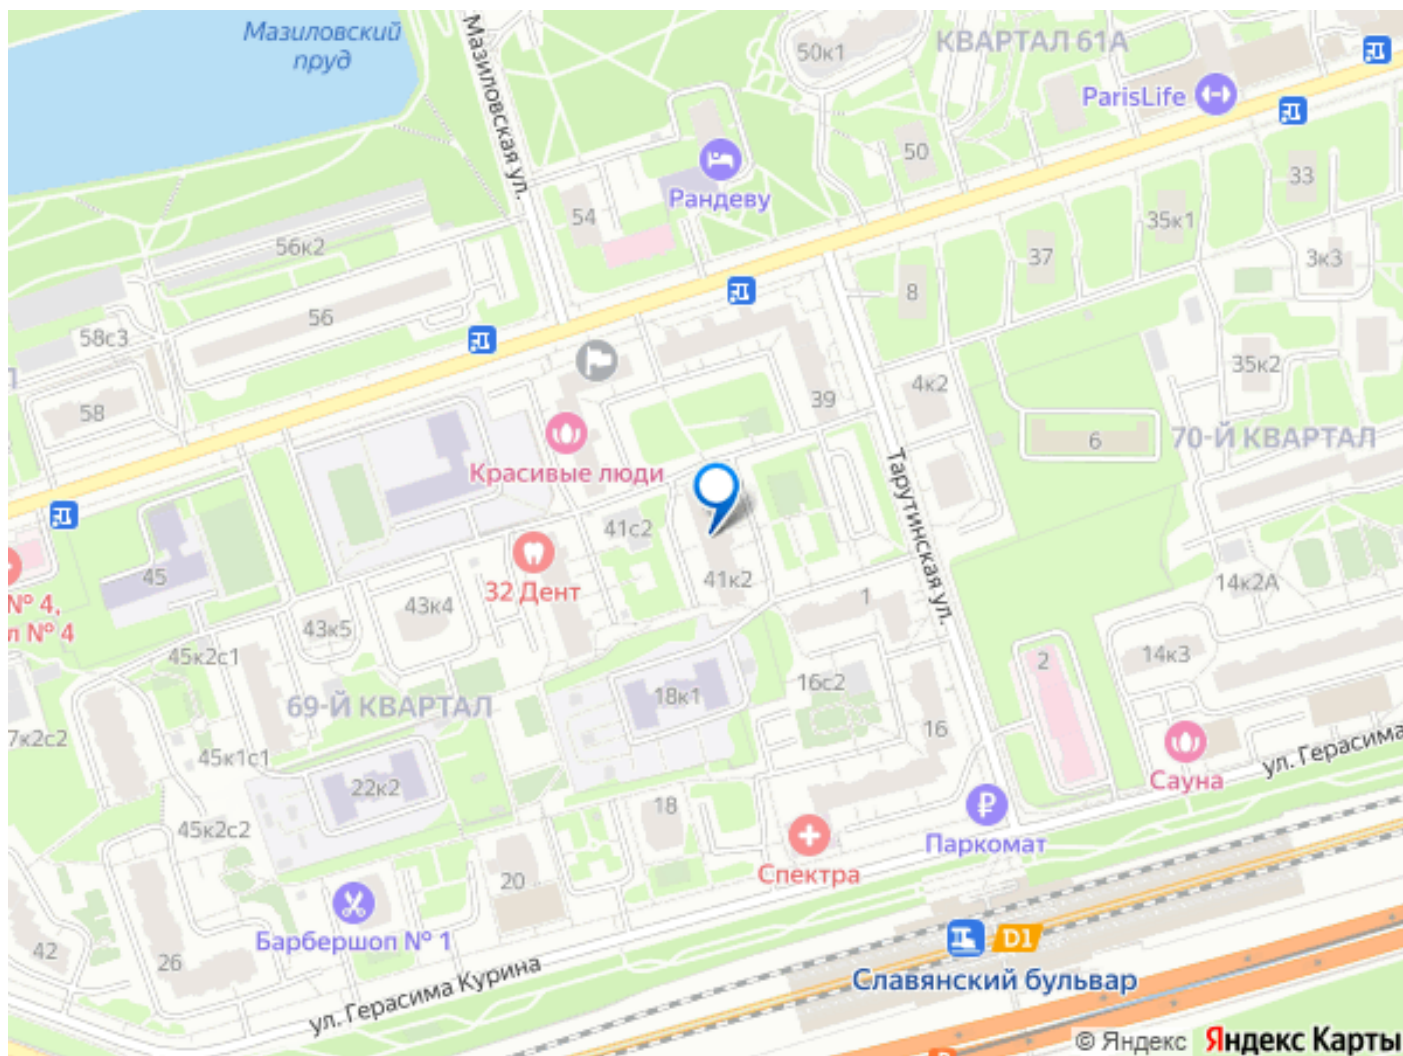 Мазиловский
пруд
Мазиловская ул.
50к1
КВАРТАЛ 61А
ParisLife
50
33
Рандеву
54
35к1
56к2
37
3к3
8
56
58с3
58
39
4к2
35к2
6
70-Й КВАРТАЛ
Красивые люди
Тарутинская ул.
41с2
45
32 Дент
41к2
43к4
1
14к2А
№ 4,
л № 4
43к5
45к2с1
14к3
2
16с2
18к1
69-Й КВАРТАЛ
7к2с2
16
45к1с1
ул. Герасима
Сауна
22к2
18
45к2с2
Паркомат
Спектра
20
Барбершоп № 1
42
26
D1
Славянский бульвар
ул. Герасима Курина
© Яндекс Яндекс Карты